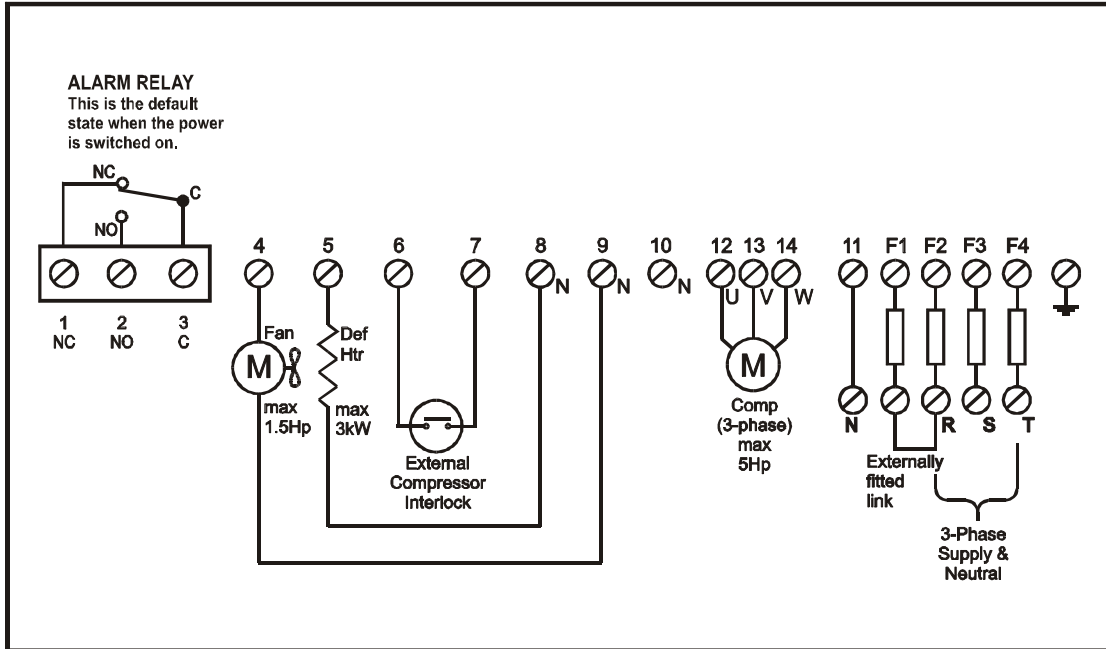 ALARM RELAY
This is the default
state when the power
is switched on.
NC
C
NO
1 2 3
NC NO C
4 5 6 7 8 9 10 12 13 14 11 F1 F2 F3 F4
N N N U V W
Fan
M
max
1.5Hp
Def
Htr
max
3kW
External
Compressor
Interlock
M
Comp
(3-phase)
max
5Hp
N R S T
Externally
fitted
link
3-Phase
Supply &
Neutral